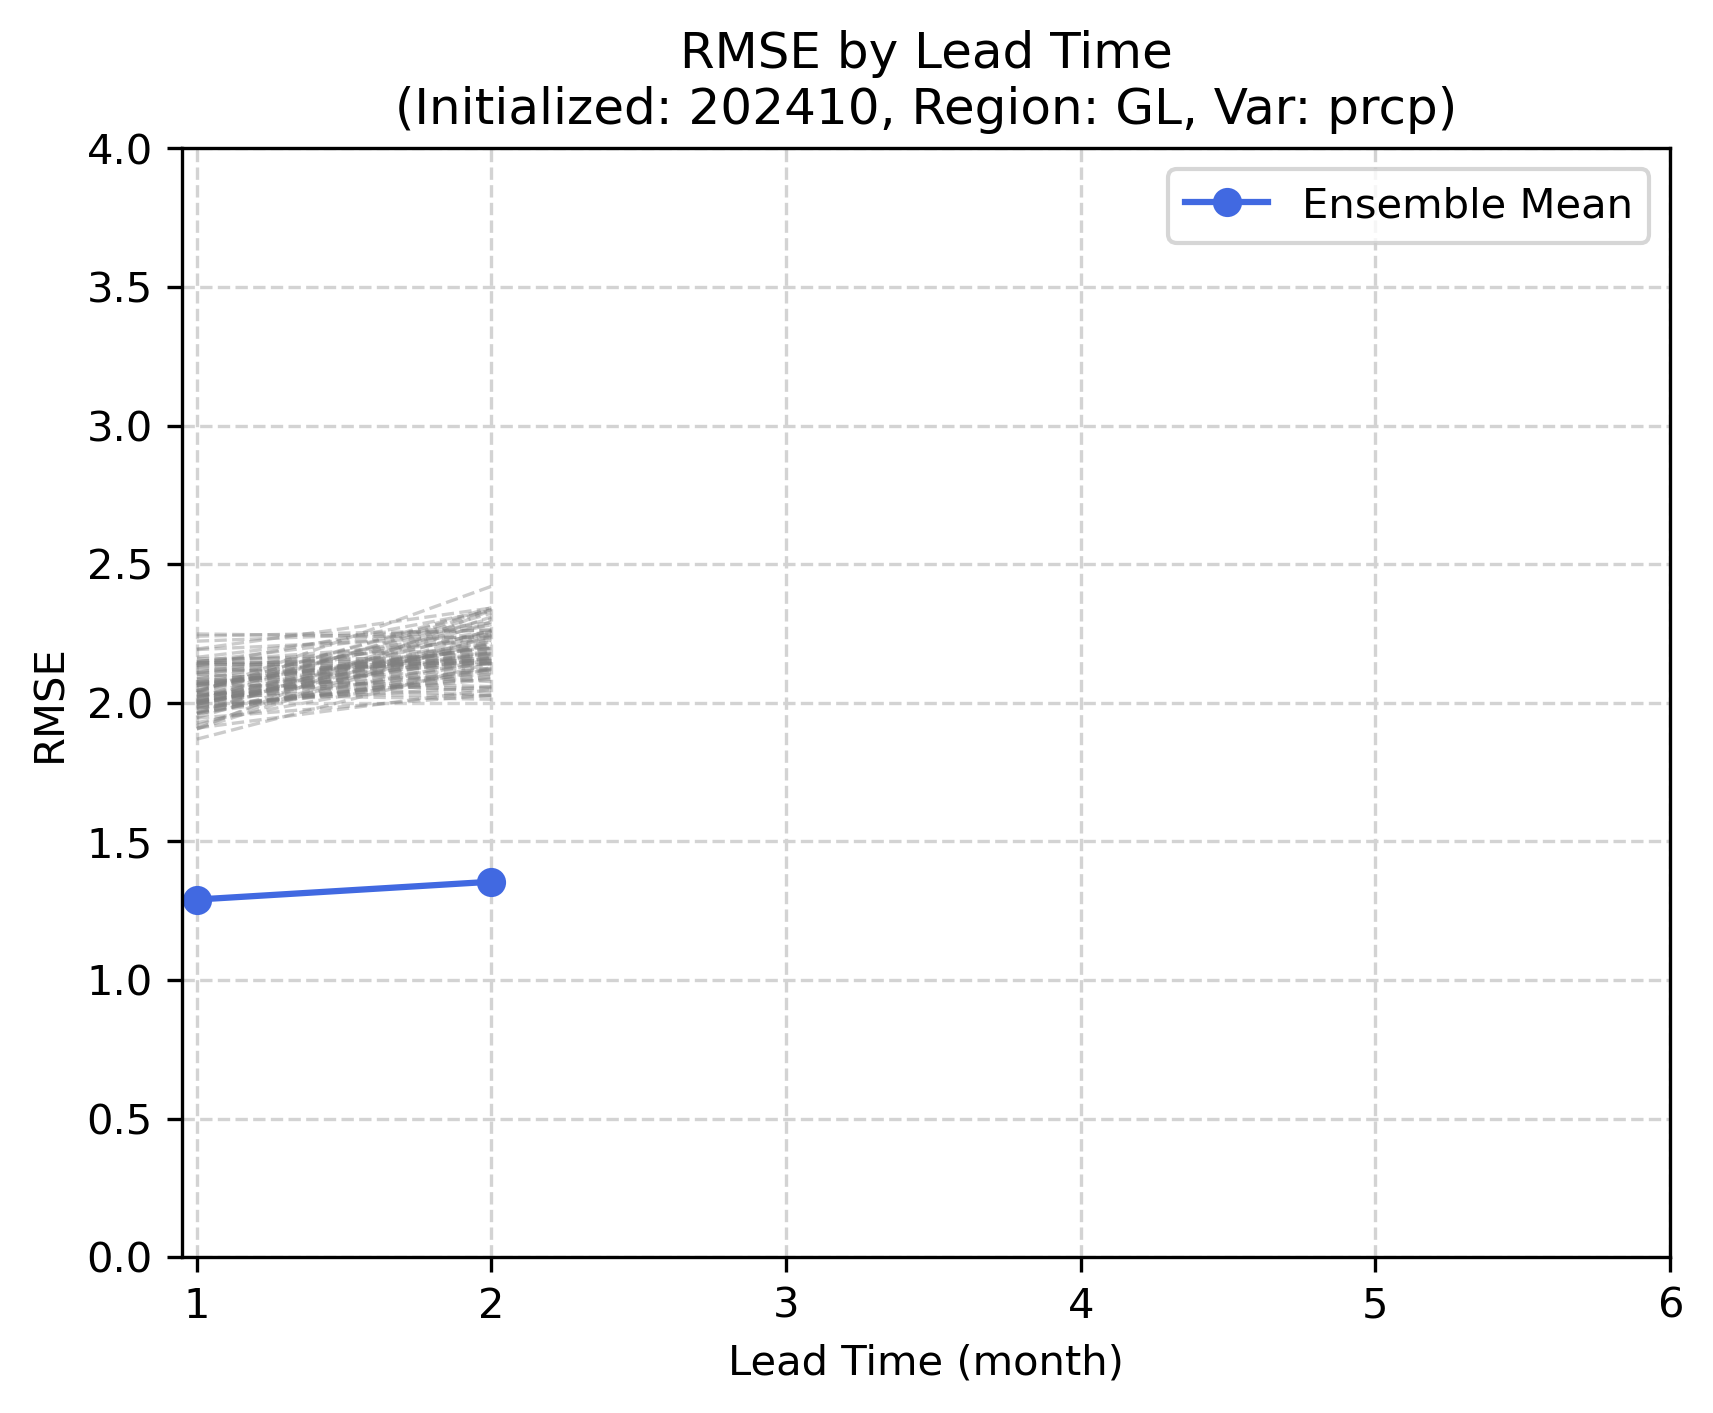 RMSE by Lead Time
(Initialized: 202410, Region: GL, Var: prcp)
4.0
3.5
3.0
2.5
2.0
1.5
1.0
0.5
0.0
RMSE
Ensemble Mean
1 2 3 4 5 6
Lead Time (month)